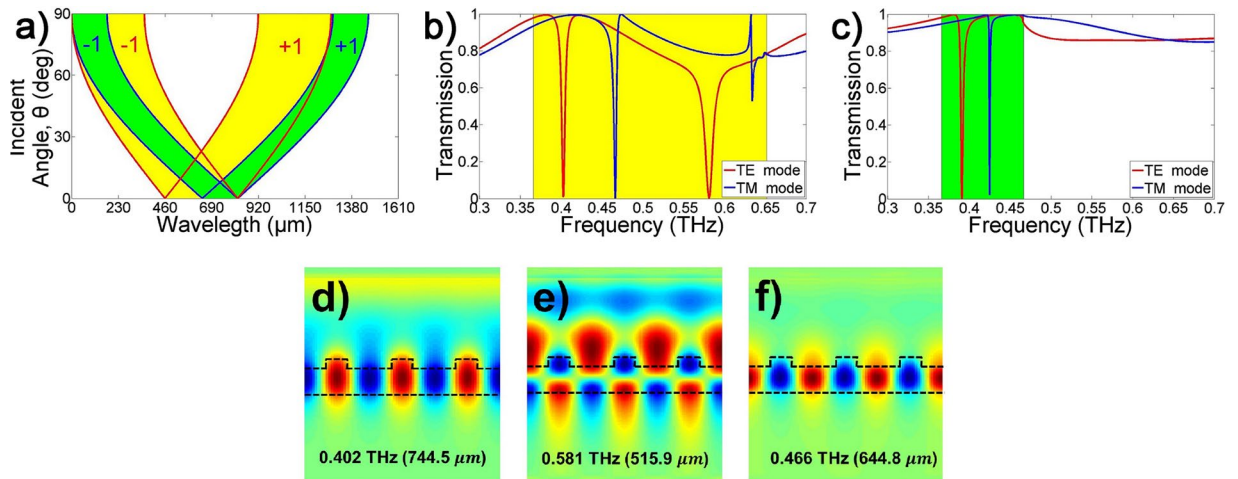 a)
90
60
30
0
Incident
Angle, θ (deg)
-1
-1
+1
+1
0
230
460
690
920
1150
1380
1610
Wavelegth (μm)
b)
1
0.8
0.6
0.4
0.2
0
Transmission
TE mode
TM mode
0.3
0.35
0.4
0.45
0.5
0.55
0.6
0.65
0.7
Frequency (THz)
c)
1
0.8
0.6
0.4
0.2
0
Transmission
TE mode
TM mode
0.3
0.35
0.4
0.45
0.5
0.55
0.6
0.65
0.7
Frequency (THz)
d)
0.402 THz (744.5 μm)
e)
0.581 THz (515.9 μm)
f)
0.466 THz (644.8 μm)